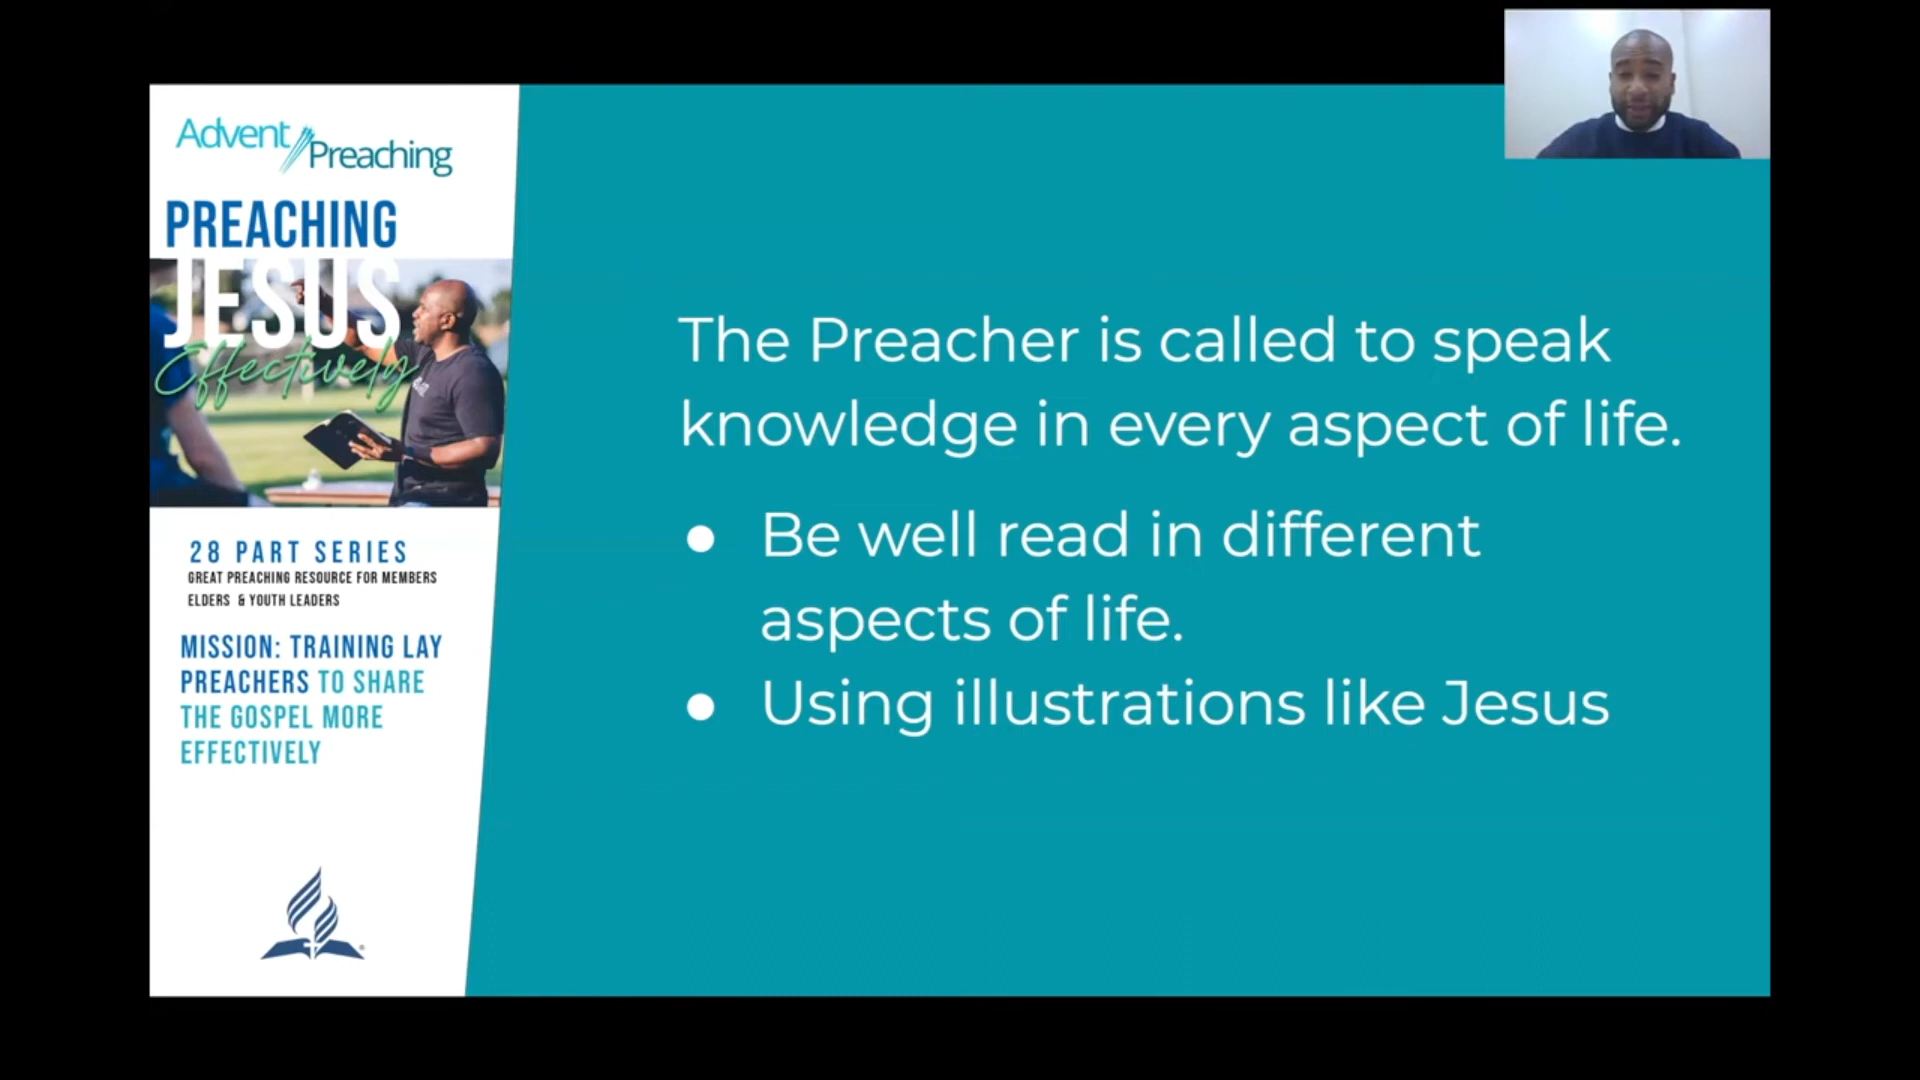 Advent
Preaching
PREACHING
JESUS
Effectively
28 PART SERIES
GREAT PREACHING RESOURCE FOR MEMBERS
ELDERS & YOUTH LEADERS
MISSION: TRAINING LAY
PREACHERS TO SHARE
THE GOSPEL MORE
EFFECTIVELY
The Preacher is called to speak
knowledge in every aspect of life.
● Be well read in different
aspects of life.
● Using illustrations like Jesus